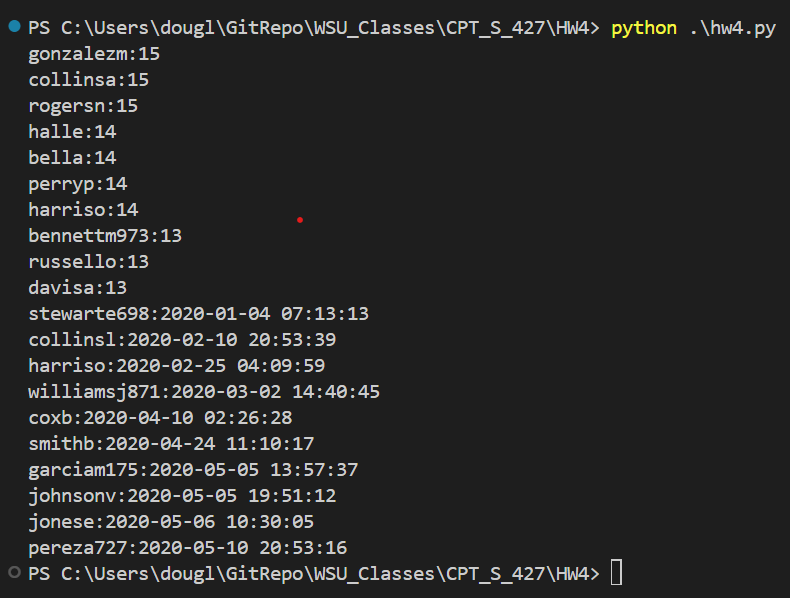 PS C:\Users\dougl\GitRepo\WSU_Classes\CPT_S_427\HW4> python .\hw4.py
gonzalezm:15
collinsa:15
rogersn:15
halle:14
bella:14
perryp:14
harriso:14
bennettm973:13
russello:13
davisa:13
stewarte698:2020-01-04 07:13:13
collinsl:2020-02-10 20:53:39
harriso:2020-02-25 04:09:59
williamsj871:2020-03-02 14:40:45
coxb:2020-04-10 02:26:28
smithb:2020-04-24 11:10:17
garciam175:2020-05-05 13:57:37
johnsonv:2020-05-05 19:51:12
jonese:2020-05-06 10:30:05
pereza727:2020-05-10 20:53:16
PS C:\Users\dougl\GitRepo\WSU_Classes\CPT_S_427\HW4>